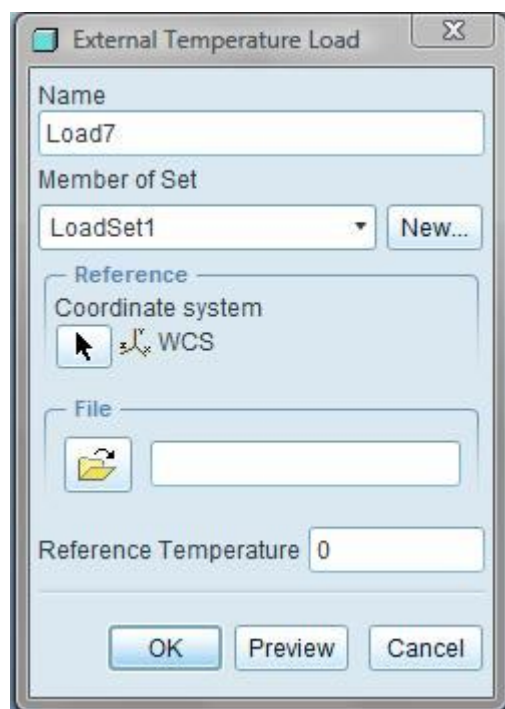 External Temperature Load
Name
Load7
Member of Set
LoadSet1 New...
Reference
Coordinate system
WCS
File
Reference Temperature 0
OK Preview Cancel